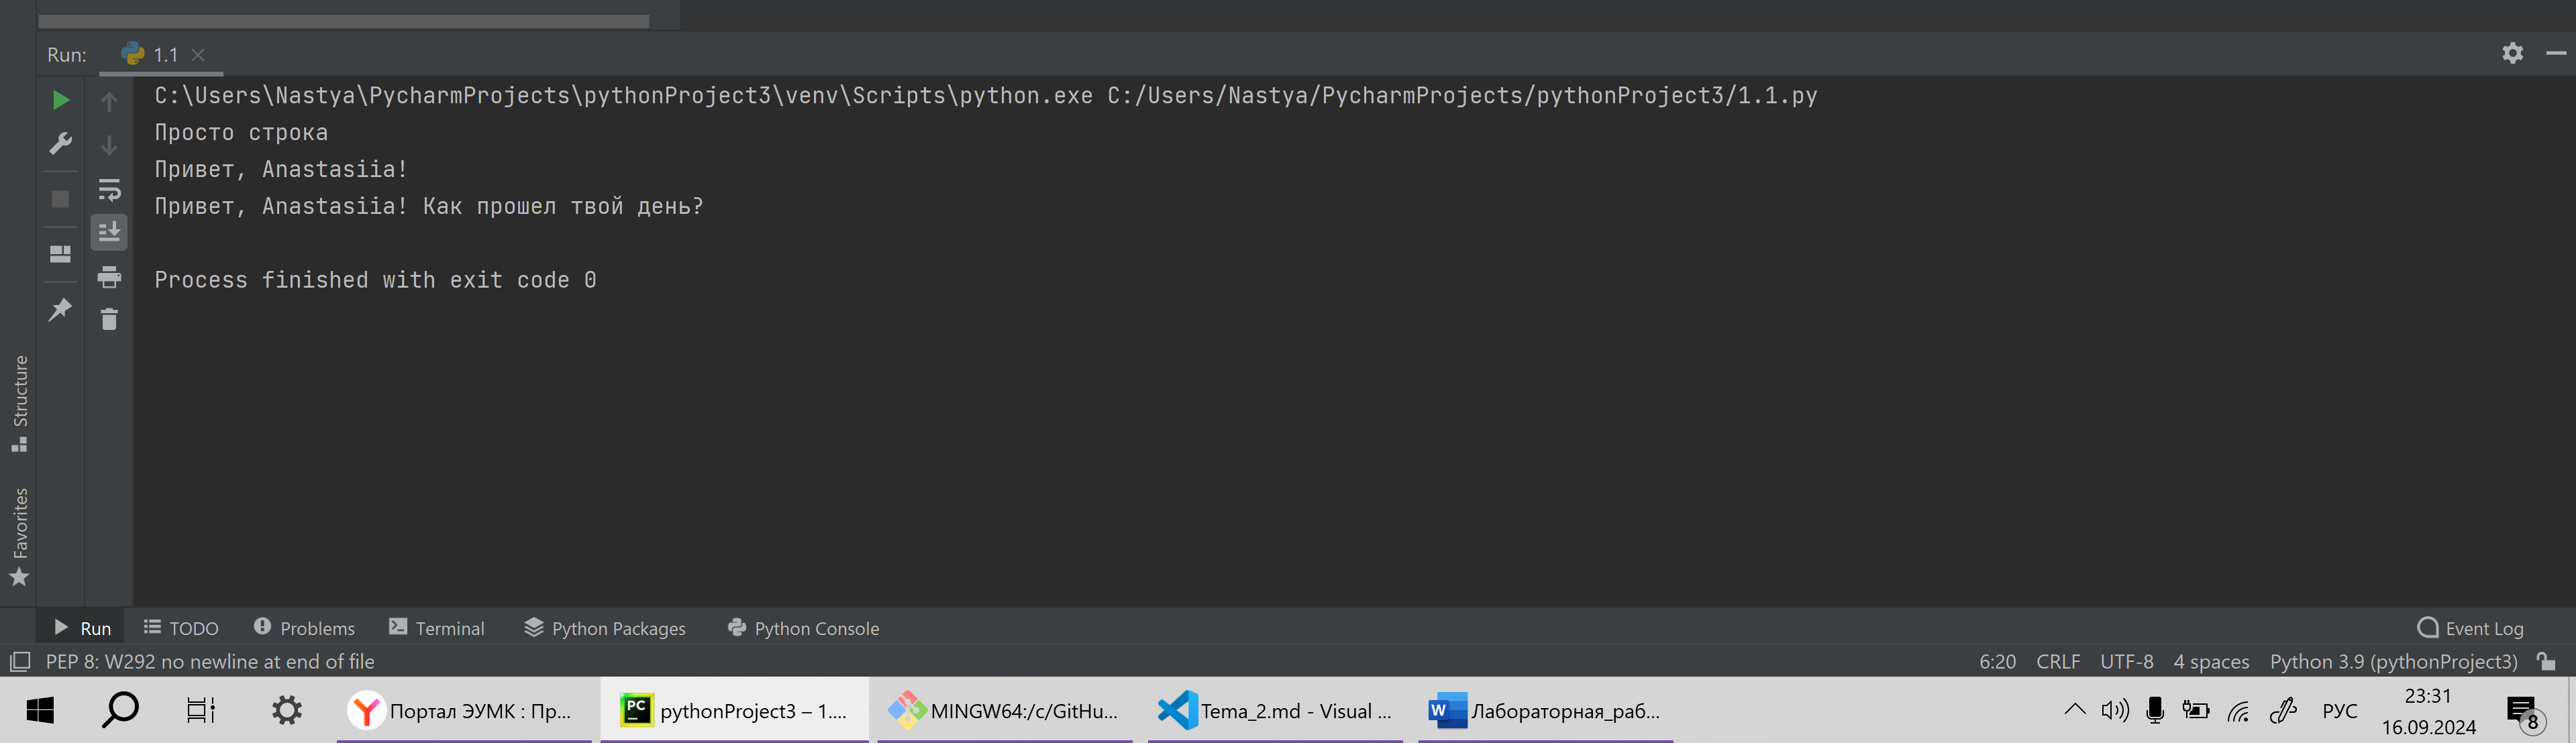 Run: 1.1
C:\Users\Nastya\PycharmProjects\pythonProject3\venv\Scripts\python.exe C:/Users/Nastya/PycharmProjects/pythonProject3/1.1.py
Просто строка
Привет, Anastasiia!
Привет, Anastasiia! Как прошел твой день?
Process finished with exit code 0
Structure
Favorites
Run TODO Problems Terminal Python Packages Python Console Event Log
PEP 8: W292 no newline at end of file 6:20 CRLF UTF-8 4 spaces Python 3.9 (pythonProject3)
Портал ЭУМК : Пр... PC pythonProject3 – 1.... MINGW64:/c/GitHu... Tema_2.md - Visual ... W Лабораторная_раб... РУС 23:31
16.09.2024 8